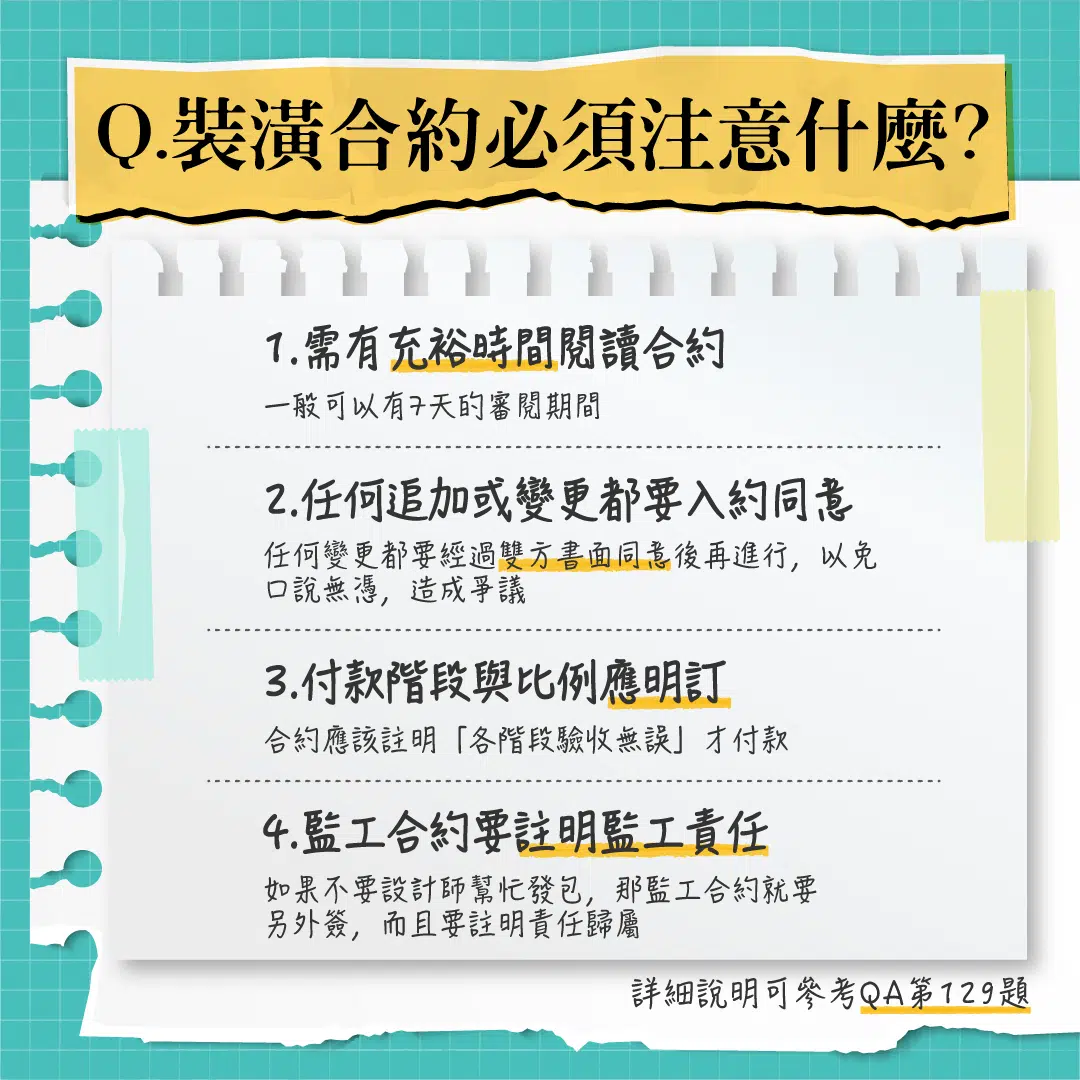 Q.裝潢合約必須注意什麼?
1.需有充裕時間閱讀合約
一般可以有7天的審閱期間
2.任何追加或變更都要入約同意
任何變更都要經過雙方書面同意後再進行，以免
口說無憑，造成爭議
3.付款階段與比例應明訂
合約應該註明「各階段驗收無誤」才付款
4.監工合約要註明監工責任
如果不要設計師幫忙發包，那監工合約就要
另外簽，而且要註明責任歸屬
詳細說明可參考QA第129題